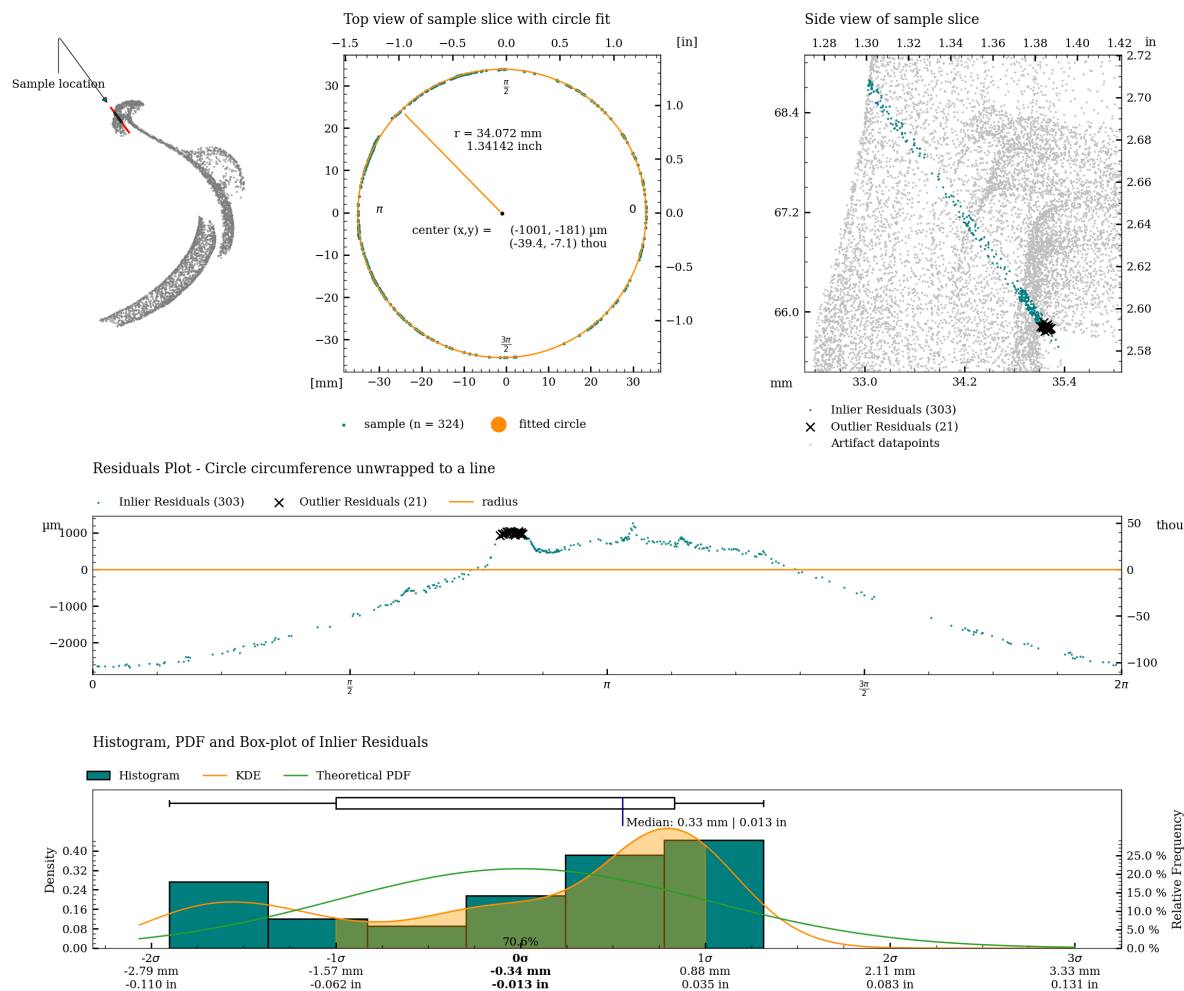 Sample location
Top view of sample slice with circle fit
−1.5 −1.0 −0.5 0.0 0.5 1.0 [in]
30
20
10
0
−10
−20
−30
π/2
r = 34.072 mm
1.34142 inch
π
0
center (x,y) = (-1001, -181) µm
(-39.4, -7.1) thou
3π/2
1.0
0.5
0.0
−0.5
−1.0
[mm] −30 −20 −10 0 10 20 30
sample (n = 324) fitted circle
Side view of sample slice
1.28 1.30 1.32 1.34 1.36 1.38 1.40 1.42 in
68.4
67.2
66.0
2.72
2.70
2.68
2.66
2.64
2.62
2.60
2.58
mm 33.0 34.2 35.4
Inlier Residuals (303)
Outlier Residuals (21)
Artifact datapoints
Residuals Plot - Circle circumference unwrapped to a line
Inlier Residuals (303) Outlier Residuals (21) radius
µm
1000
0
−1000
−2000
50 thou
0
−50
−100
0 π/2 π 3π/2 2π
Histogram, PDF and Box-plot of Inlier Residuals
Histogram KDE Theoretical PDF
Median: 0.33 mm | 0.013 in
Density
0.40
0.32
0.24
0.16
0.08
0.00
70.6%
25.0 %
20.0 %
15.0 %
10.0 %
5.0 %
0.0 %
Relative Frequency
-2σ -1σ 0σ 1σ 2σ 3σ
-2.79 mm -1.57 mm -0.34 mm 0.88 mm 2.11 mm 3.33 mm
-0.110 in -0.062 in -0.013 in 0.035 in 0.083 in 0.131 in